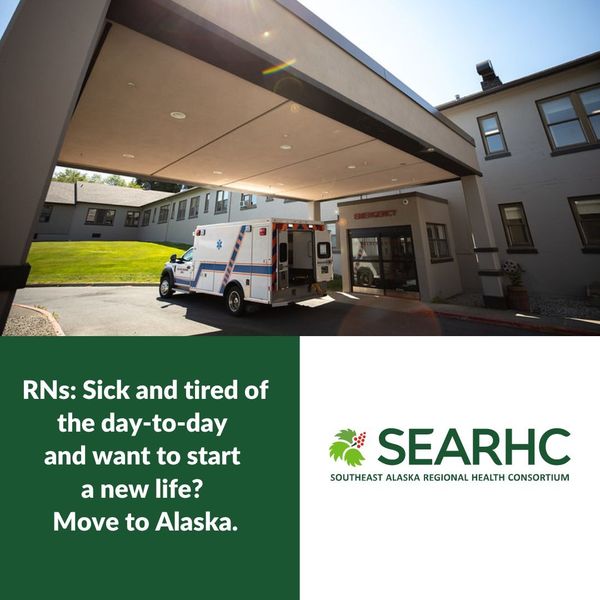 EMERGENCY
RNs: Sick and tired of
the day-to-day
and want to start
a new life?
Move to Alaska.
SEARHC
SOUTHEAST ALASKA REGIONAL HEALTH CONSORTIUM